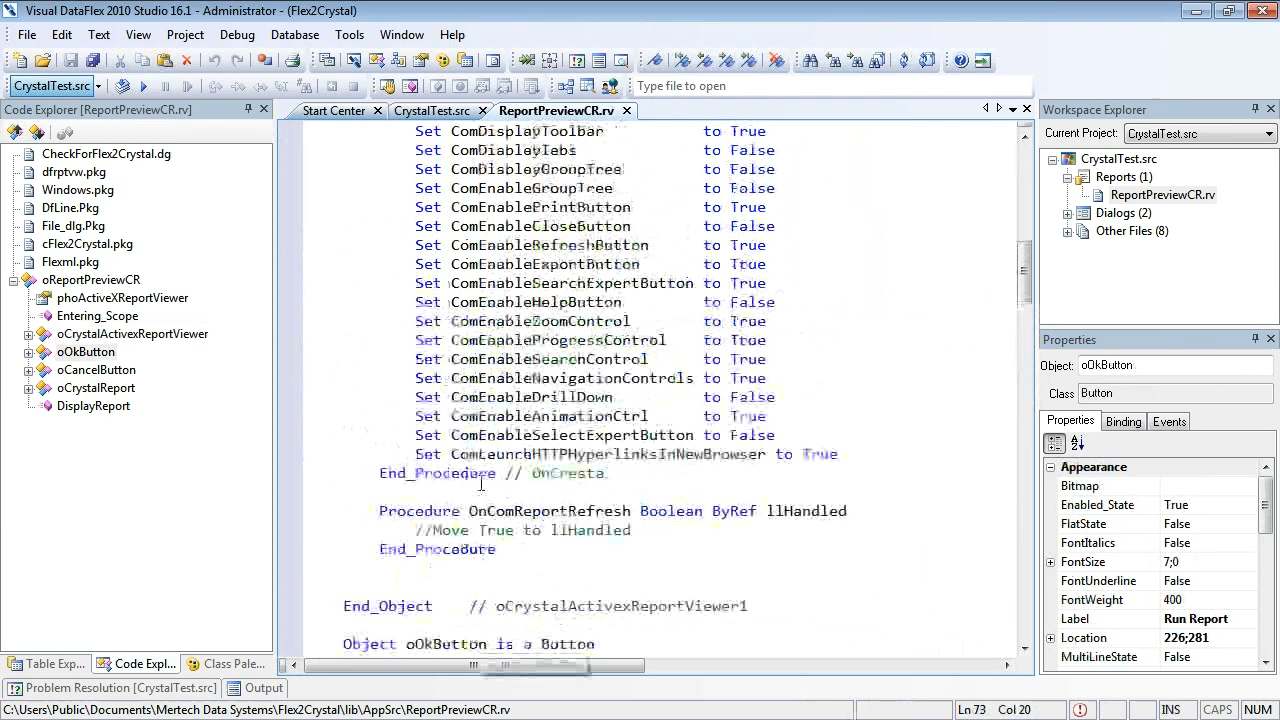 Visual DataFlex 2010 Studio 16.1 - Administrator - (Flex2Crystal)
File Edit Text View Project Debug Database Tools Window Help
CrystalTest.src
Type file to open
Code Explorer [ReportPreviewCR.rv]
CheckForFlex2Crystal.dg
dfrptvw.pkg
Windows.pkg
DfLine.Pkg
File_dlg.Pkg
cFlex2Crystal.pkg
Flexml.pkg
oReportPreviewCR
phoActiveXReportViewer
Entering_Scope
oCrystalActivexReportViewer
oOkButton
oCancelButton
oCrystalReport
DisplayReport
Table Exp... Code Expl... Class Pale...
Start Center CrystalTest.src ReportPreviewCR.rv
Set ComDisplayToolBar to True
Set to False
Set to False
Set ComEnableGroupTree to True
Set ComEnablePrintButton to True
Set ComEnableCloseButton to False
Set ComEnableRefreshButton to True
Set ComEnableExportButton to True
Set ComEnableSearchExpertButton to True
Set ComEnableHelpButton to False
Set ComEnableZoomControl to True
Set ComEnableProgressControl to True
Set ComEnableSearchControl to True
Set ComEnableNavigationControls to True
Set ComEnableDrillDown to False
Set ComEnableAnimationCtrl to True
Set ComEnableSelectExpertButton to False
Set ComLaunchHTTPHyperlinksInNewBrowser to True
End_Procedure //
Procedure OnComReportRefresh Boolean ByRef llHandled
//Move True to llHandled
End_Procedure
End_Object // oCrystalActivexReportViewer1
Object oOkButton is a Button
Workspace Explorer
Current Project: CrystalTest.src
CrystalTest.src
Reports (1)
ReportPreviewCR.rv
Dialogs (2)
Other Files (8)
Properties
Object: oOkButton
Class Button
Properties Binding Events
Appearance
Bitmap
Enabled_State True
FlatState False
FontItalics False
FontSize 7;0
FontUnderline False
FontWeight 400
Label Run Report
Location 226;281
MultiLineState False
Problem Resolution [CrystalTest.src] Output
C:\Users\Public\Documents\Mertech Data Systems\Flex2Crystal\lib\AppSrc\ReportPreviewCR.rv
Ln 73 Col 20 INS CAPS NUM